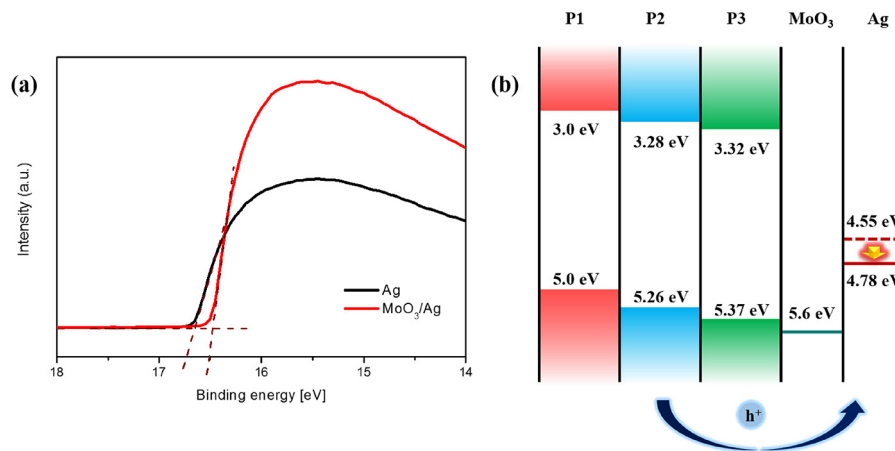 (a)
Intensity (a.u.)
Ag
MoO₃/Ag
18
17
16
15
14
Binding energy [eV]
(b)
P1
P2
P3
MoO₃
Ag
3.0 eV
3.28 eV
3.32 eV
4.55 eV
4.78 eV
5.0 eV
5.26 eV
5.37 eV
5.6 eV
h⁺